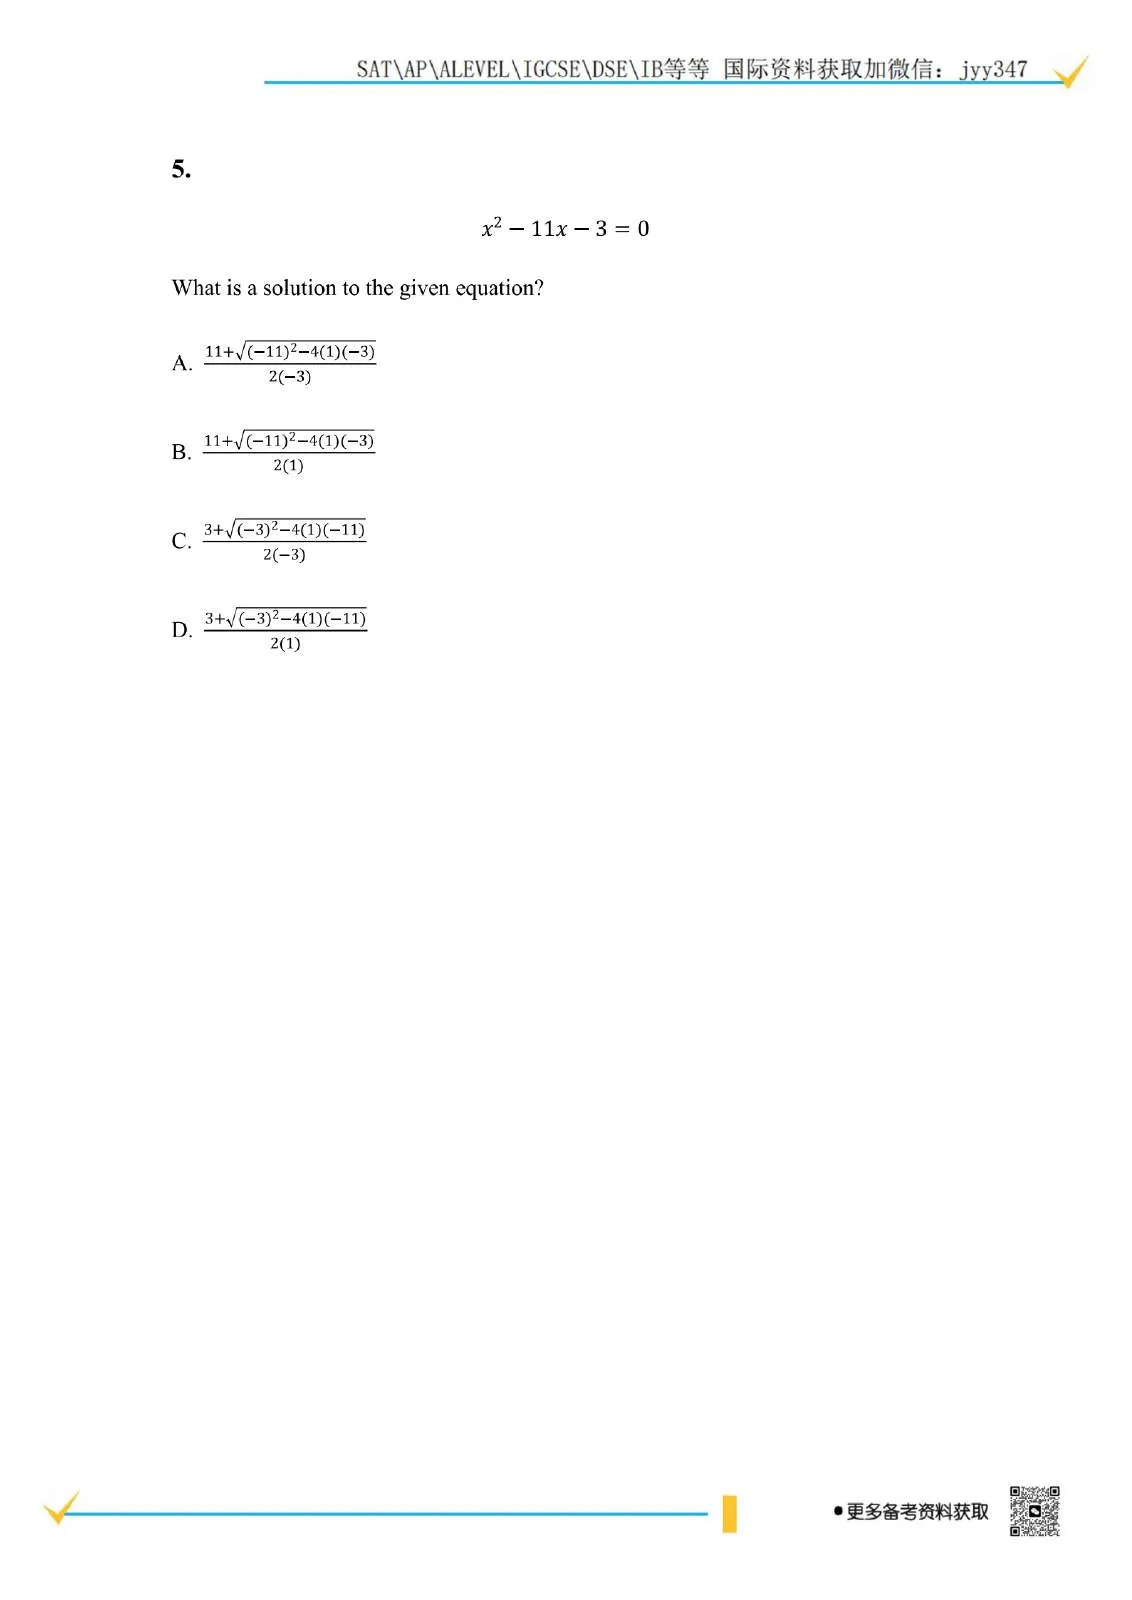 SAT\AP\ALEVEL\IGCSE\DSE\IB等等 国际资料获取加微信：jyy347
5.
x² − 11x − 3 = 0
What is a solution to the given equation?
A. (11+√((−11)²−4(1)(−3)))/(2(−3))
B. (11+√((−11)²−4(1)(−3)))/(2(1))
C. (3+√((−3)²−4(1)(−11)))/(2(−3))
D. (3+√((−3)²−4(1)(−11)))/(2(1))
•更多备考资料获取